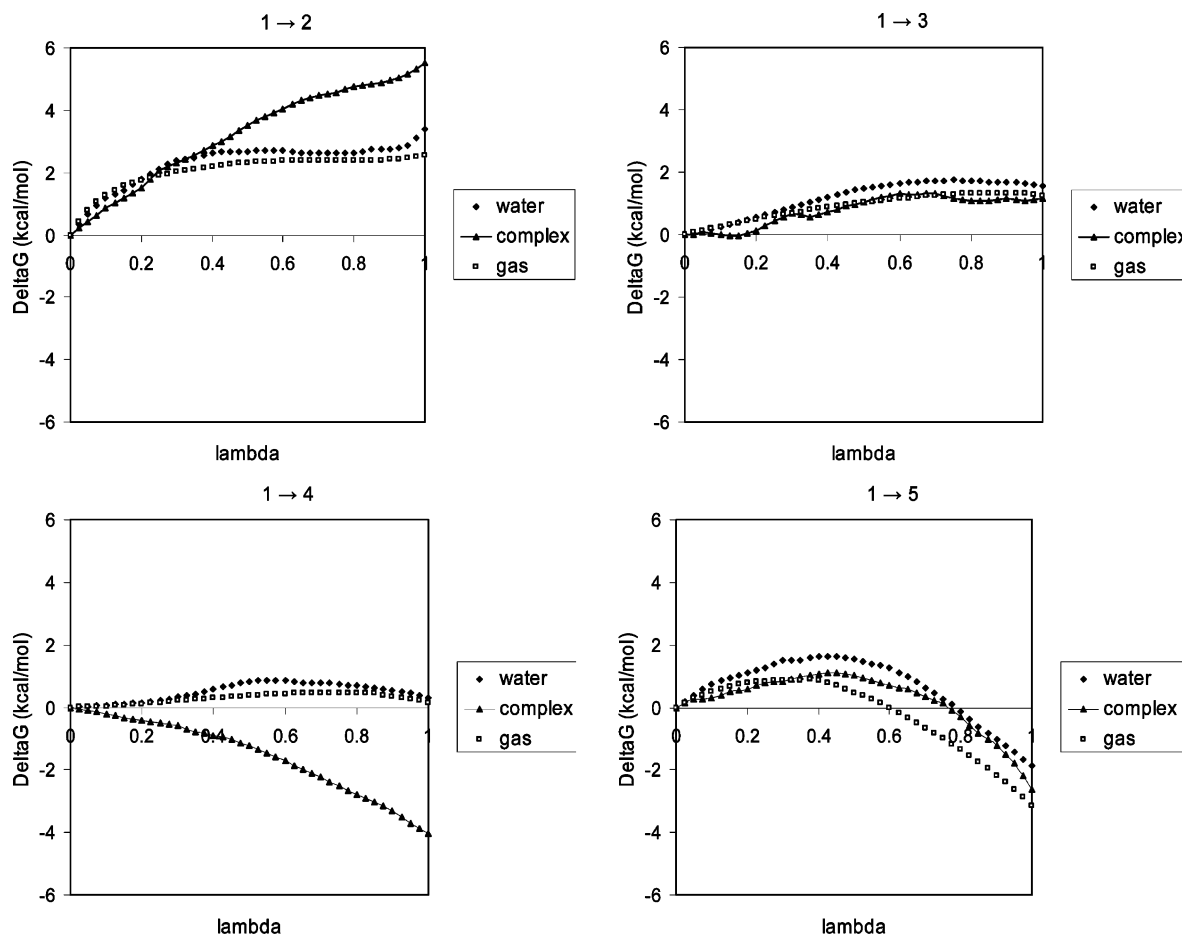 1 → 2
6
4
2
0
-2
-4
-6
DeltaG (kcal/mol)
0 0.2 0.4 0.6 0.8 1
lambda
water
complex
gas
1 → 3
6
4
2
0
-2
-4
-6
DeltaG (kcal/mol)
0 0.2 0.4 0.6 0.8 1
lambda
water
complex
gas
1 → 4
6
4
2
0
-2
-4
-6
DeltaG (kcal/mol)
0 0.2 0.4 0.6 0.8 1
lambda
water
complex
gas
1 → 5
6
4
2
0
-2
-4
-6
DeltaG (kcal/mol)
0 0.2 0.4 0.6 0.8 1
lambda
water
complex
gas